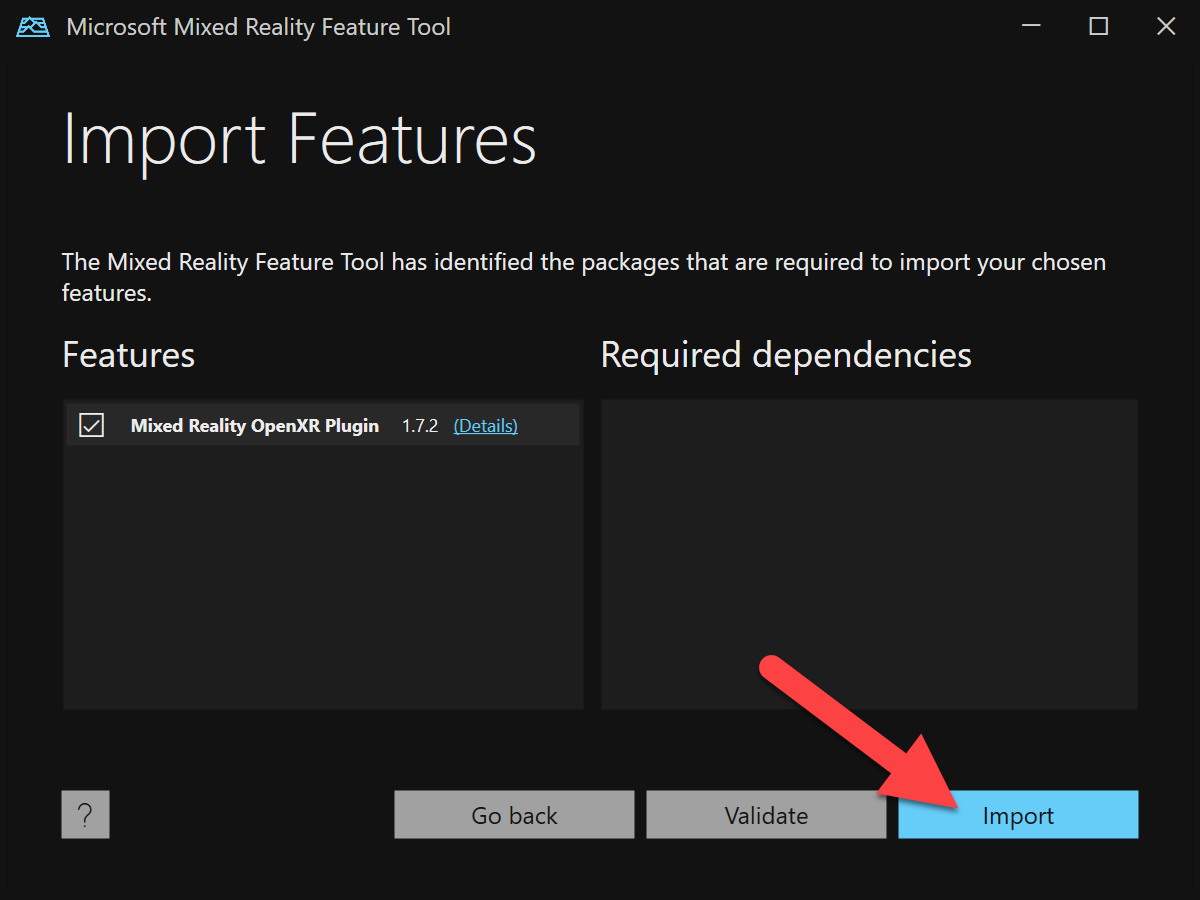 Microsoft Mixed Reality Feature Tool
Import Features
The Mixed Reality Feature Tool has identified the packages that are required to import your chosen
features.
Features
Required dependencies
Mixed Reality OpenXR Plugin 1.7.2 (Details)
?
Go back
Validate
Import